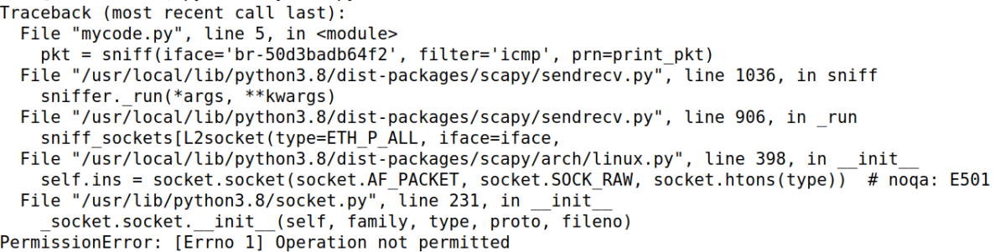 Traceback (most recent call last):
  File "mycode.py", line 5, in <module>
    pkt = sniff(iface='br-50d3badb64f2', filter='icmp', prn=print_pkt)
  File "/usr/local/lib/python3.8/dist-packages/scapy/sendrecv.py", line 1036, in sniff
    sniffer._run(*args, **kwargs)
  File "/usr/local/lib/python3.8/dist-packages/scapy/sendrecv.py", line 906, in _run
    sniff_sockets[L2socket(type=ETH_P_ALL, iface=iface,
  File "/usr/local/lib/python3.8/dist-packages/scapy/arch/linux.py", line 398, in __init__
    self.ins = socket.socket(socket.AF_PACKET, socket.SOCK_RAW, socket.htons(type))  # noqa: E501
  File "/usr/lib/python3.8/socket.py", line 231, in __init__
    _socket.socket.__init__(self, family, type, proto, fileno)
PermissionError: [Errno 1] Operation not permitted